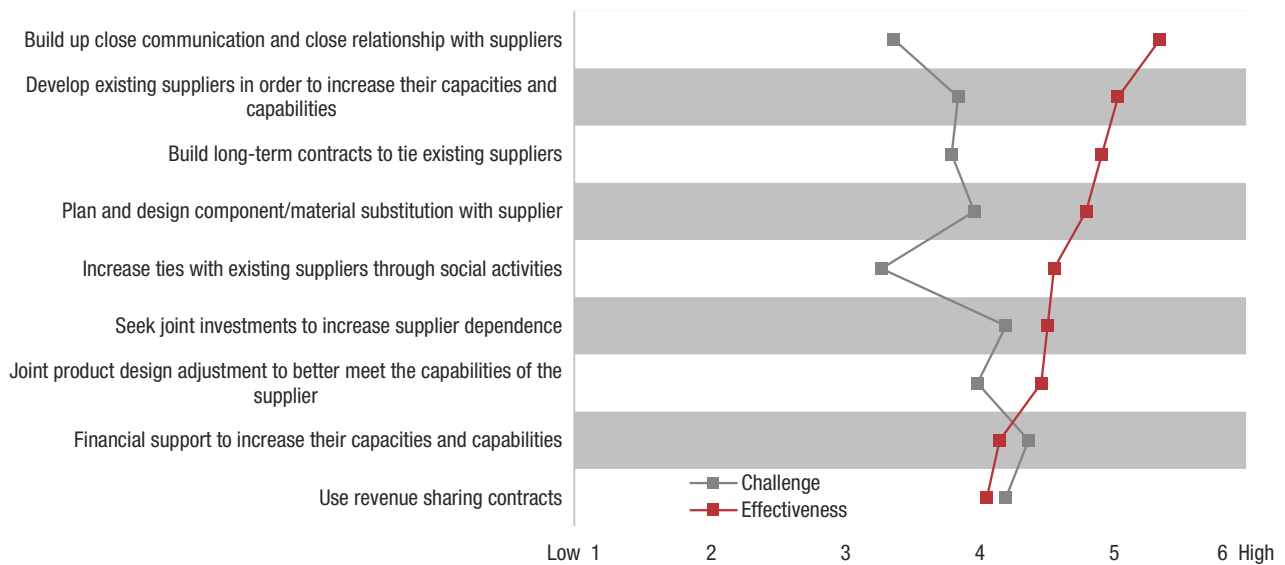 Build up close communication and close relationship with suppliers
Develop existing suppliers in order to increase their capacities and
capabilities
Build long-term contracts to tie existing suppliers
Plan and design component/material substitution with supplier
Increase ties with existing suppliers through social activities
Seek joint investments to increase supplier dependence
Joint product design adjustment to better meet the capabilities of the
supplier
Financial support to increase their capacities and capabilities
Use revenue sharing contracts
Challenge
Effectiveness
Low 1 2 3 4 5 6 High